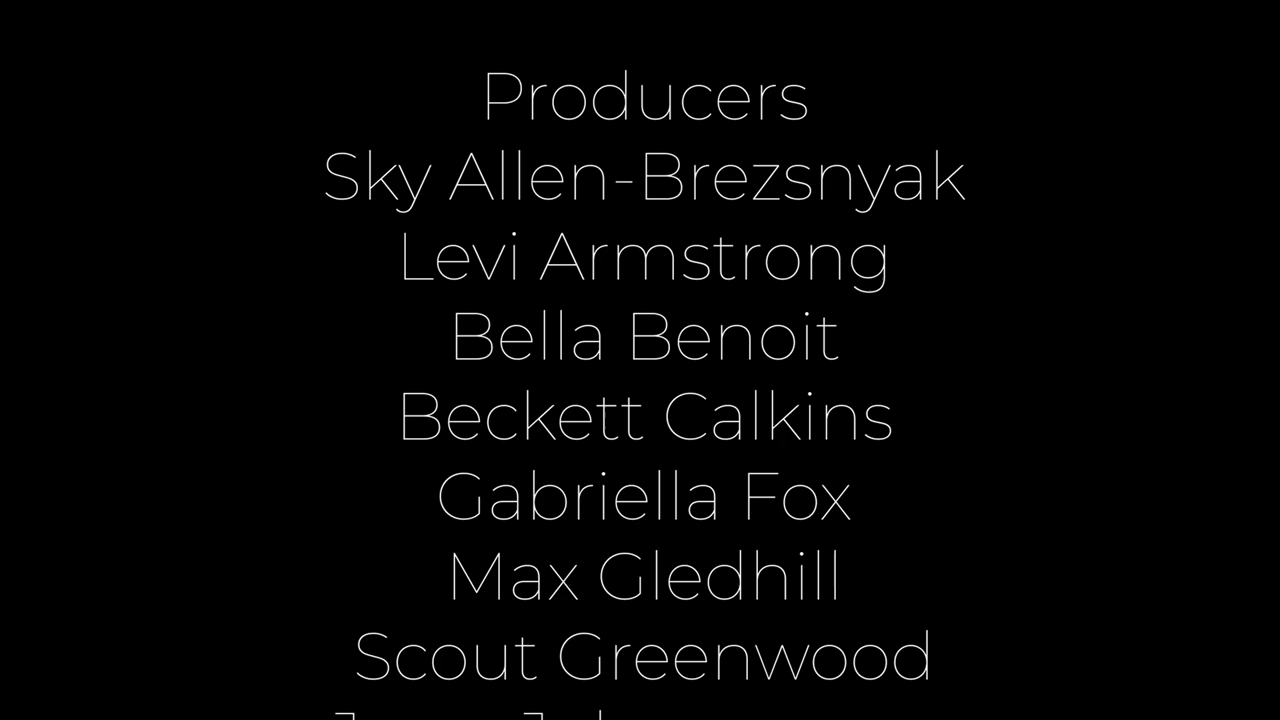 Producers
Sky Allen-Brezsnyak
Levi Armstrong
Bella Benoit
Beckett Calkins
Gabriella Fox
Max Gledhill
Scout Greenwood